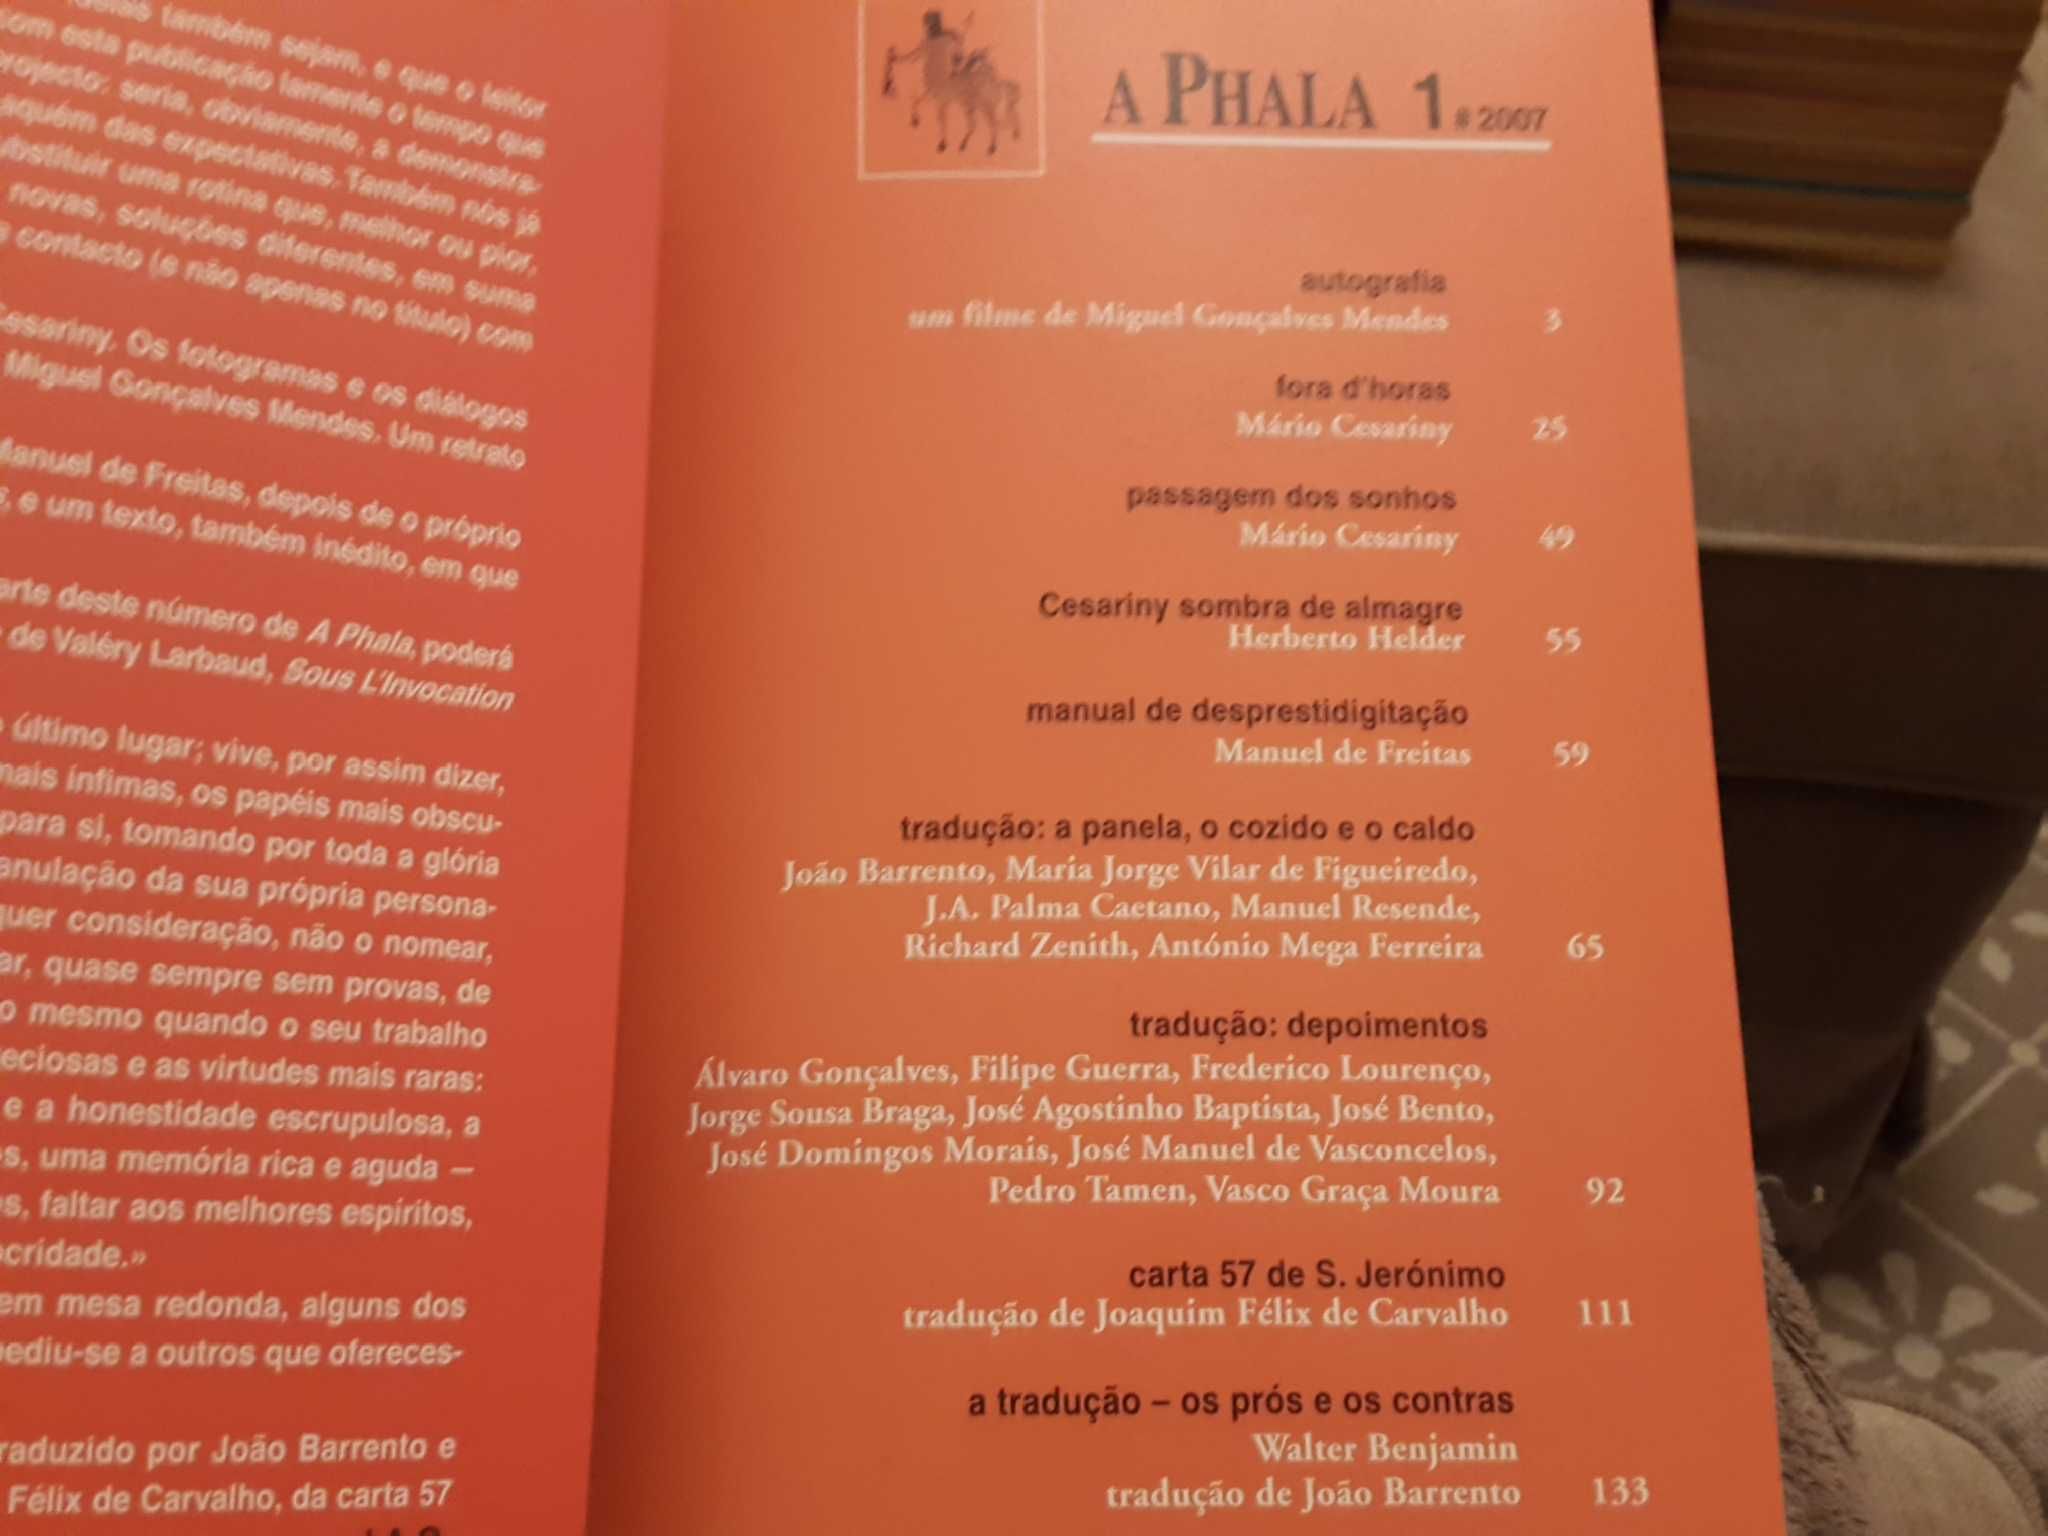 também sejam, e que o leitor
com esta publicação lamente o tempo que
projecto: seria, obviamente, a demonstra-
aquém das expectativas. Também nós já
substituir uma rotina que, melhor ou pior,
novas, soluções diferentes, em suma
contacto (e não apenas no título) com
Cesariny. Os fotogramas e os diálogos
Miguel Gonçalves Mendes. Um retrato
Manuel de Freitas, depois de o próprio
, e um texto, também inédito, em que
arte deste número de A Phala, poderá
de Valéry Larbaud, Sous L'Invocation
último lugar; vive, por assim dizer,
mais ínfimas, os papéis mais obscu-
para si, tomando por toda a glória
anulação da sua própria persona-
quer consideração, não o nomear,
ar, quase sempre sem provas, de
o mesmo quando o seu trabalho
eciosas e as virtudes mais raras:
e a honestidade escrupulosa, a
s, uma memória rica e aguda —
s, faltar aos melhores espíritos,
ocridade.»
em mesa redonda, alguns dos
pediu-se a outros que ofereces-
raduzido por João Barrento e
Félix de Carvalho, da carta 57
A PHALA 1 # 2007
autografia
um filme de Miguel Gonçalves Mendes 3
fora d'horas
Mário Cesariny 25
passagem dos sonhos
Mário Cesariny 49
Cesariny sombra de almagre
Herberto Helder 55
manual de desprestidigitação
Manuel de Freitas 59
tradução: a panela, o cozido e o caldo
João Barrento, Maria Jorge Vilar de Figueiredo,
J.A. Palma Caetano, Manuel Resende,
Richard Zenith, António Mega Ferreira 65
tradução: depoimentos
Álvaro Gonçalves, Filipe Guerra, Frederico Lourenço,
Jorge Sousa Braga, José Agostinho Baptista, José Bento,
José Domingos Morais, José Manuel de Vasconcelos,
Pedro Tamen, Vasco Graça Moura 92
carta 57 de S. Jerónimo
tradução de Joaquim Félix de Carvalho 111
a tradução – os prós e os contras
Walter Benjamin
tradução de João Barrento 133